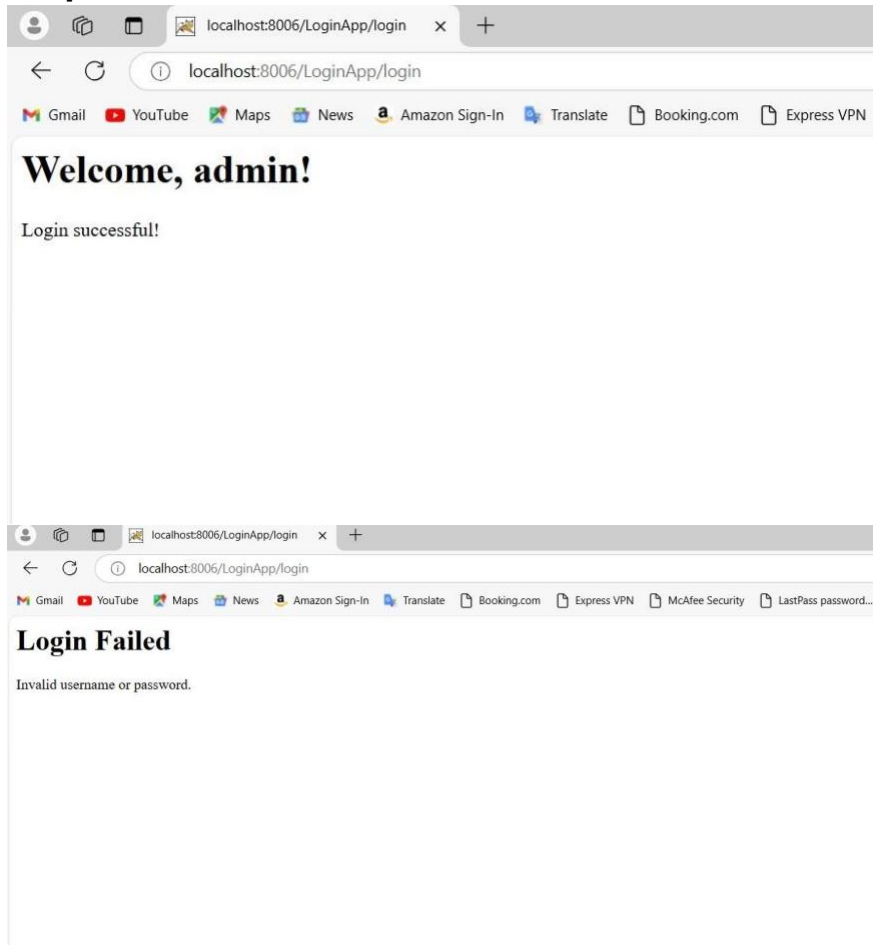 localhost:8006/LoginApp/login
localhost:8006/LoginApp/login
Gmail YouTube Maps News Amazon Sign-In Translate Booking.com Express VPN
Welcome, admin!
Login successful!
localhost:8006/LoginApp/login
localhost:8006/LoginApp/login
Gmail YouTube Maps News Amazon Sign-In Translate Booking.com Express VPN McAfee Security LastPass password...
Login Failed
Invalid username or password.